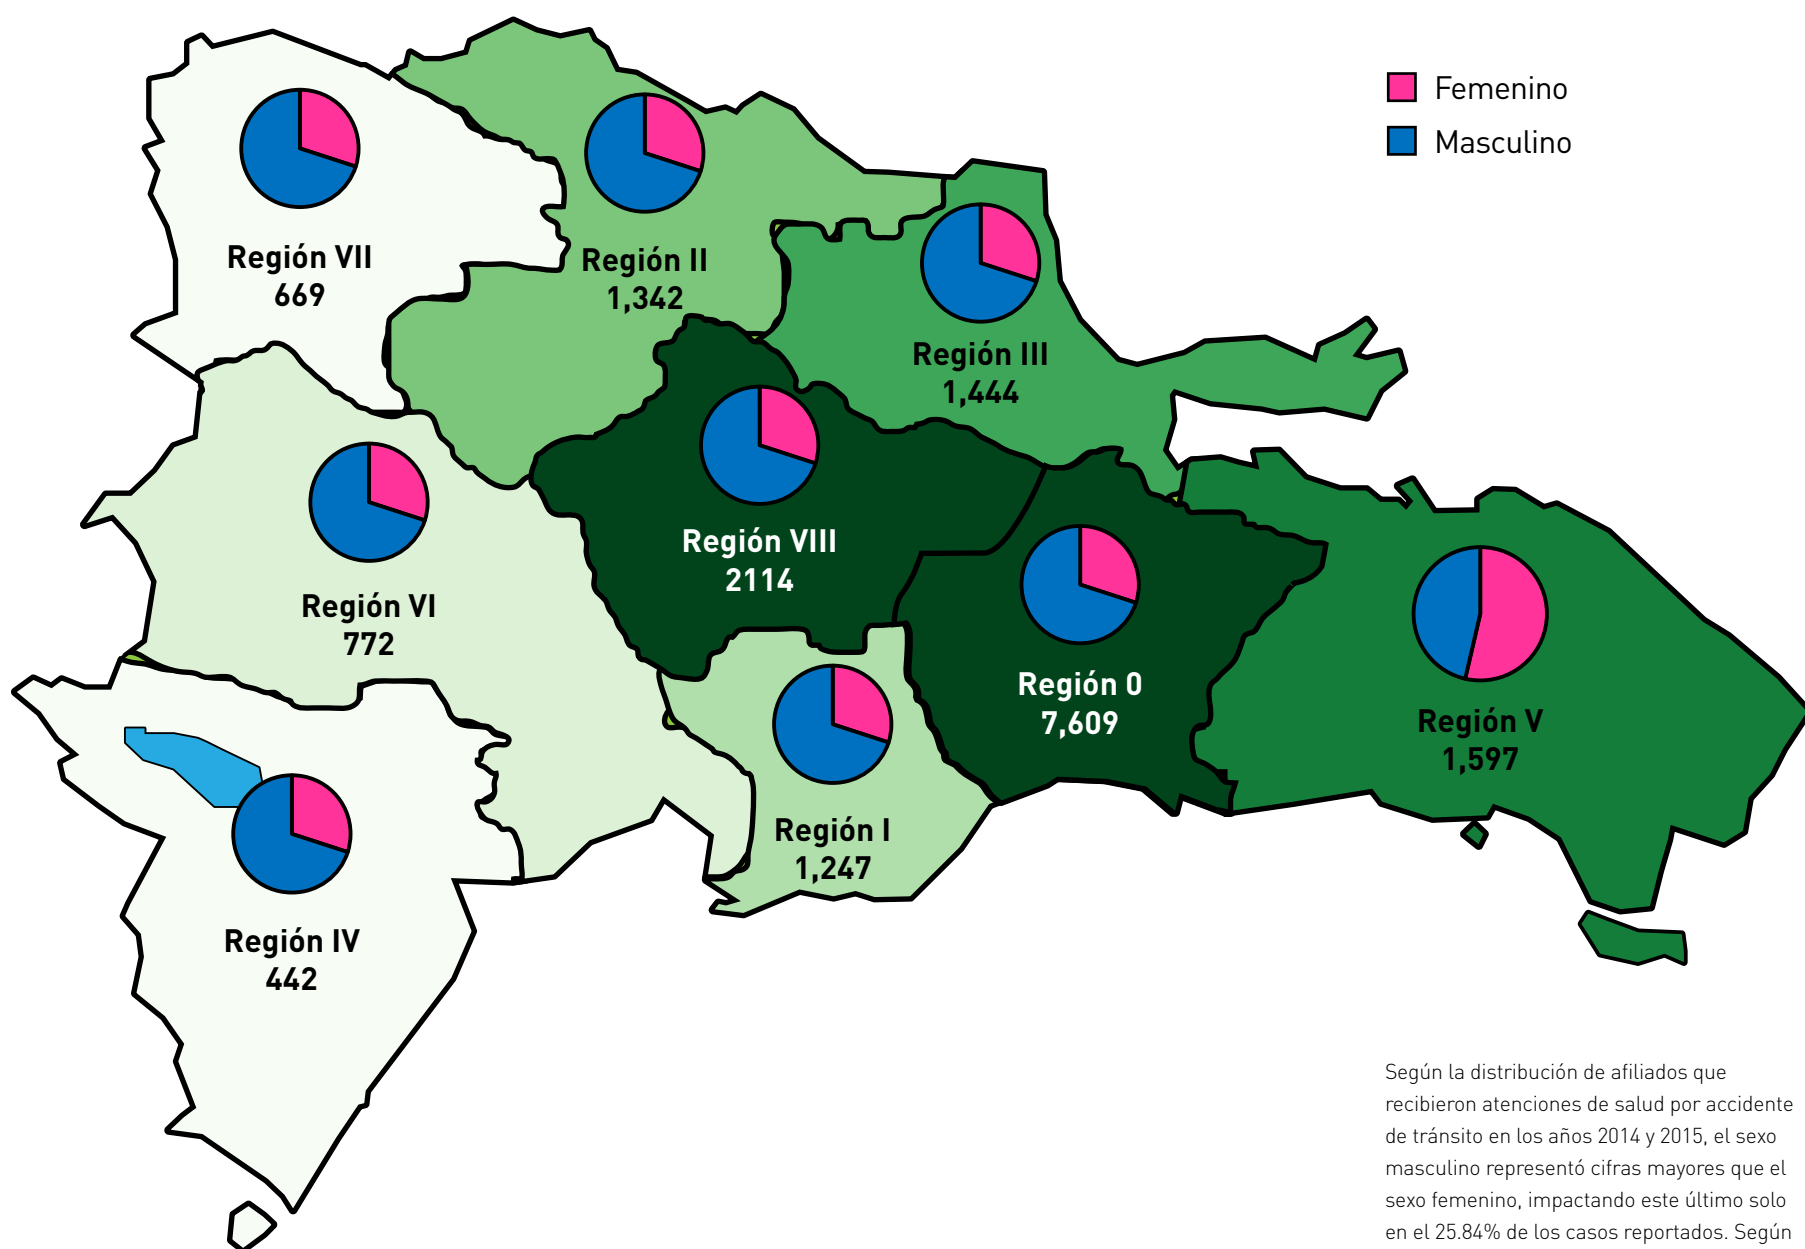 Femenino
Masculino
Región VII
669
Región II
1,342
Región III
1,444
Región VI
772
Región VIII
2114
Región 0
7,609
Región V
1,597
Región I
1,247
Región IV
442
Según la distribución de afiliados que
recibieron atenciones de salud por accidente
de tránsito en los años 2014 y 2015, el sexo
masculino representó cifras mayores que el
sexo femenino, impactando este último solo
en el 25.84% de los casos reportados. Según